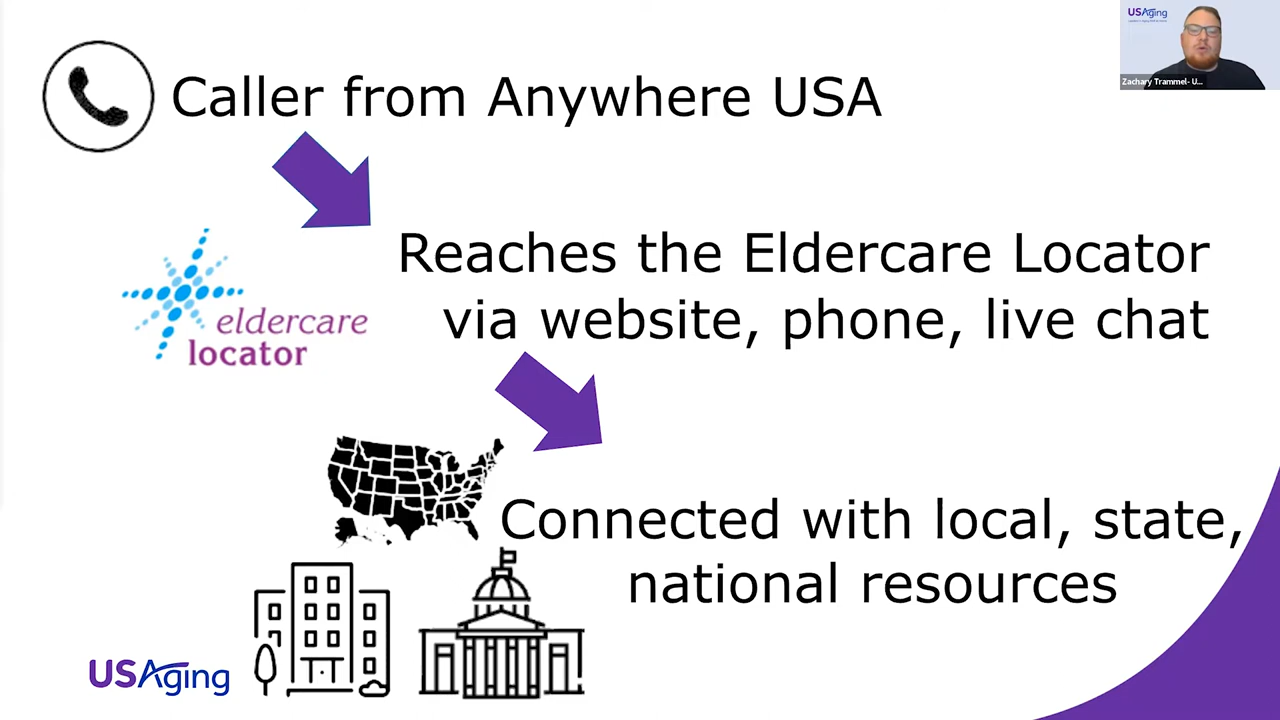 USAging
Zachary Trammel- U...
Caller from Anywhere USA
Reaches the Eldercare Locator
via website, phone, live chat
eldercare
locator
Connected with local, state,
national resources
USAging